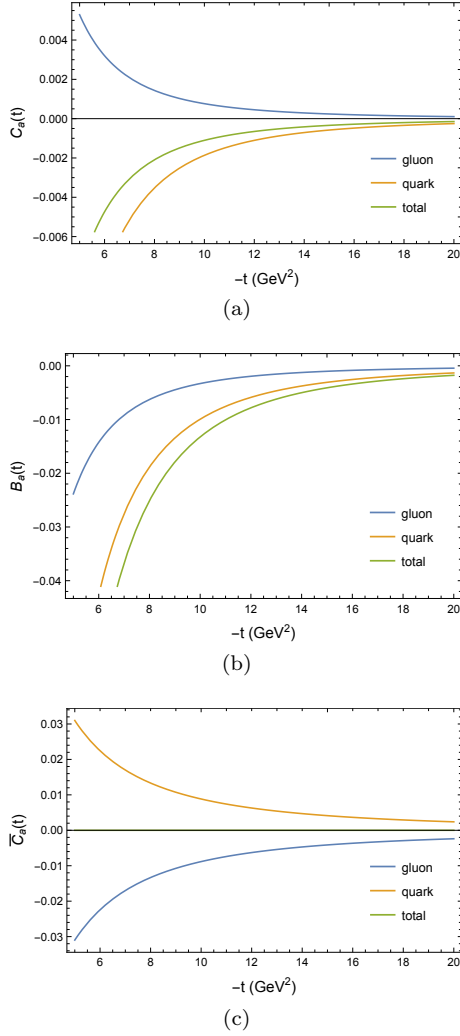 0.004
0.002
0.000
−0.002
−0.004
−0.006
C_a(t)
gluon
quark
total
6 8 10 12 14 16 18 20
−t (GeV²)
(a)
0.00
−0.01
−0.02
−0.03
−0.04
B_a(t)
gluon
quark
total
6 8 10 12 14 16 18 20
−t (GeV²)
(b)
0.03
0.02
0.01
0.00
−0.01
−0.02
−0.03
C̅_a(t)
gluon
quark
total
6 8 10 12 14 16 18 20
−t (GeV²)
(c)